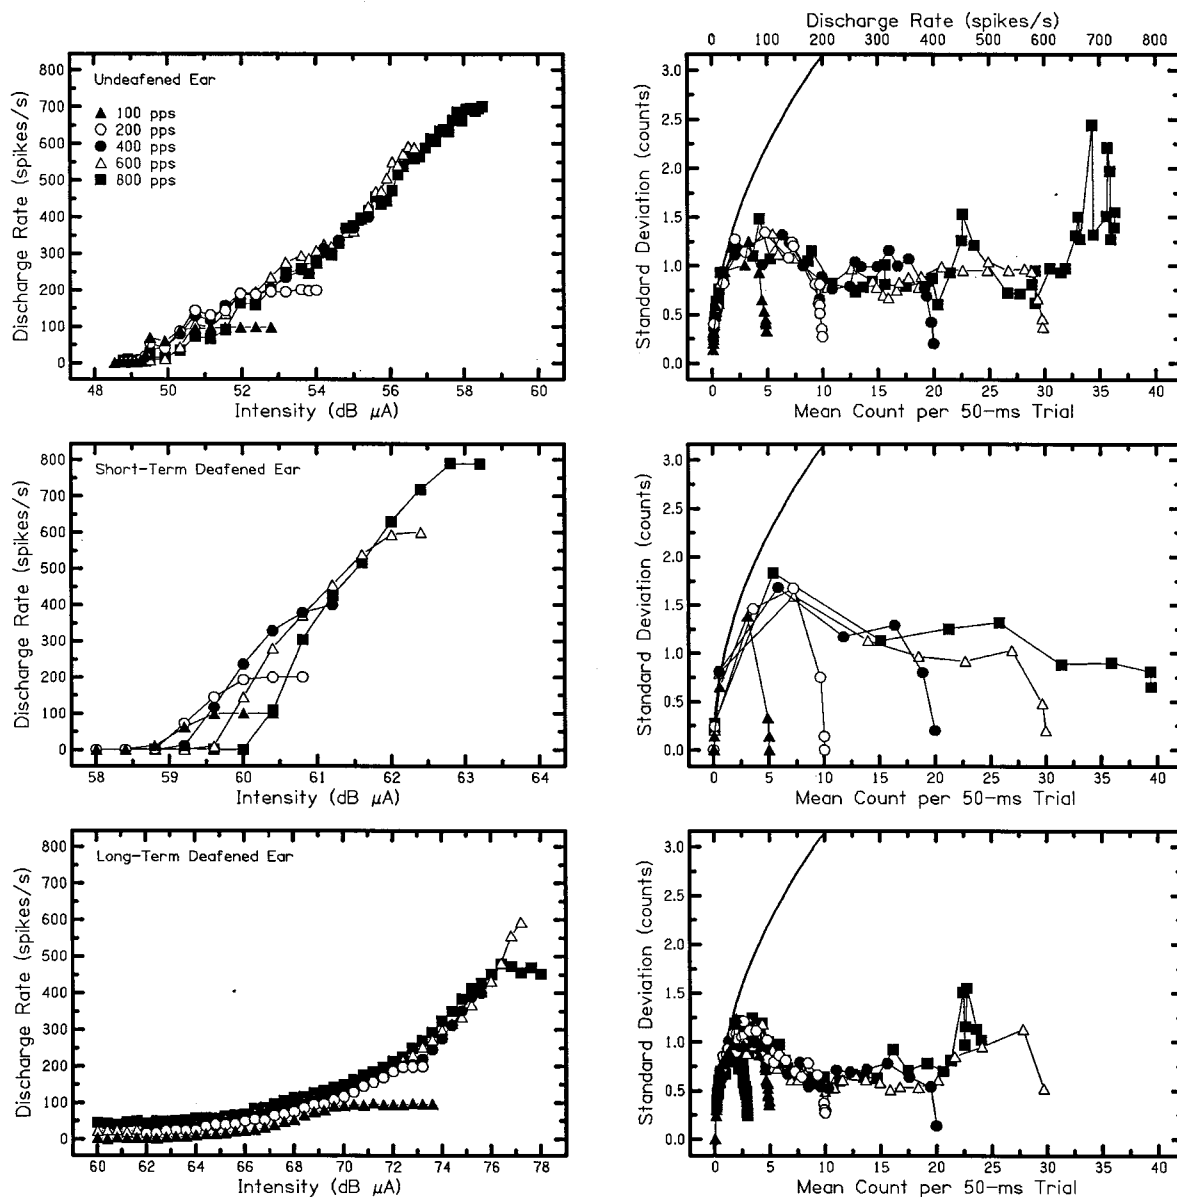 Discharge Rate (spikes/s)
0 100 200 300 400 500 600 700 800
Undeafened Ear
100 pps
200 pps
400 pps
600 pps
800 pps
Discharge Rate (spikes/s)
800
700
600
500
400
300
200
100
0
48 50 52 54 56 58 60
Intensity (dB µA)
Standard Deviation (counts)
3.0
2.5
2.0
1.5
1.0
0.5
0.0
0 5 10 15 20 25 30 35 40
Mean Count per 50-ms Trial
Short-Term Deafened Ear
Discharge Rate (spikes/s)
800
700
600
500
400
300
200
100
0
58 59 60 61 62 63 64
Intensity (dB µA)
Standard Deviation (counts)
3.0
2.5
2.0
1.5
1.0
0.5
0.0
0 5 10 15 20 25 30 35 40
Mean Count per 50-ms Trial
Long-Term Deafened Ear
Discharge Rate (spikes/s)
800
700
600
500
400
300
200
100
0
60 62 64 66 68 70 72 74 76 78
Intensity (dB µA)
Standard Deviation (counts)
3.0
2.5
2.0
1.5
1.0
0.5
0.0
0 5 10 15 20 25 30 35 40
Mean Count per 50-ms Trial